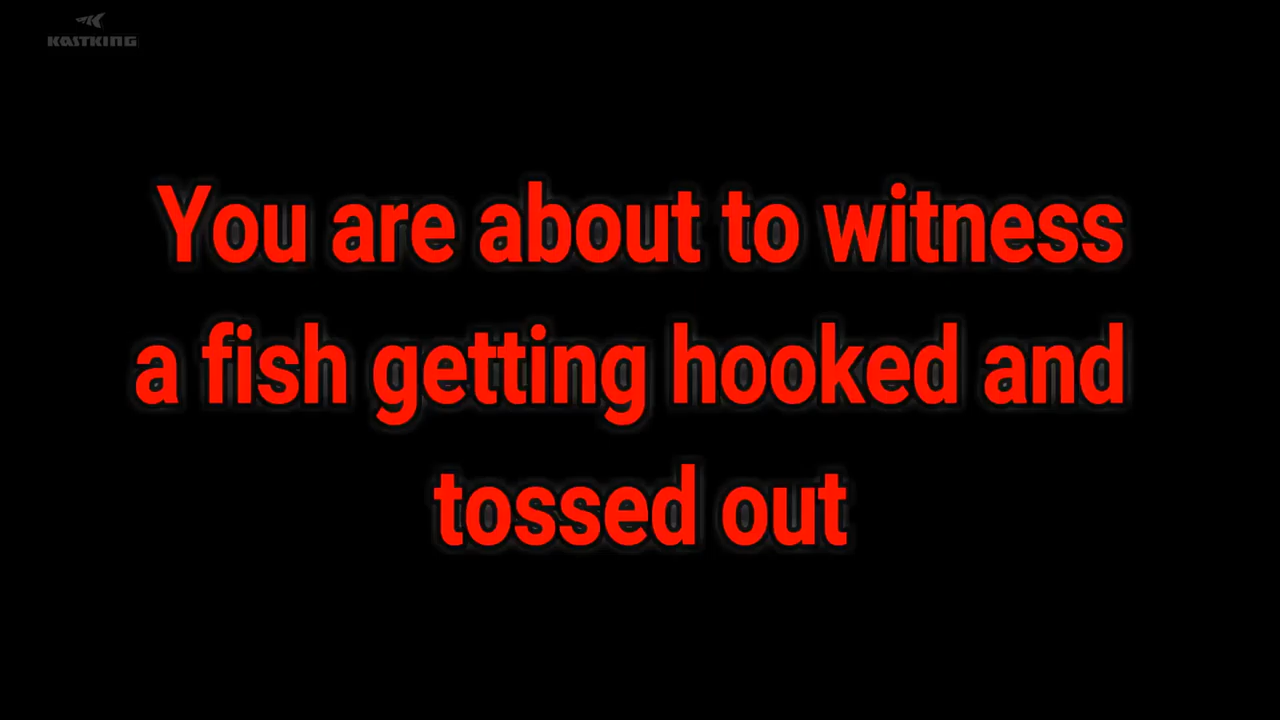 KASTKING
You are about to witness
a fish getting hooked and
tossed out